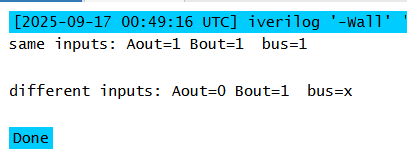 [2025-09-17 00:49:16 UTC] iverilog '-Wall' '
same inputs: Aout=1 Bout=1  bus=1
different inputs: Aout=0 Bout=1  bus=x
Done